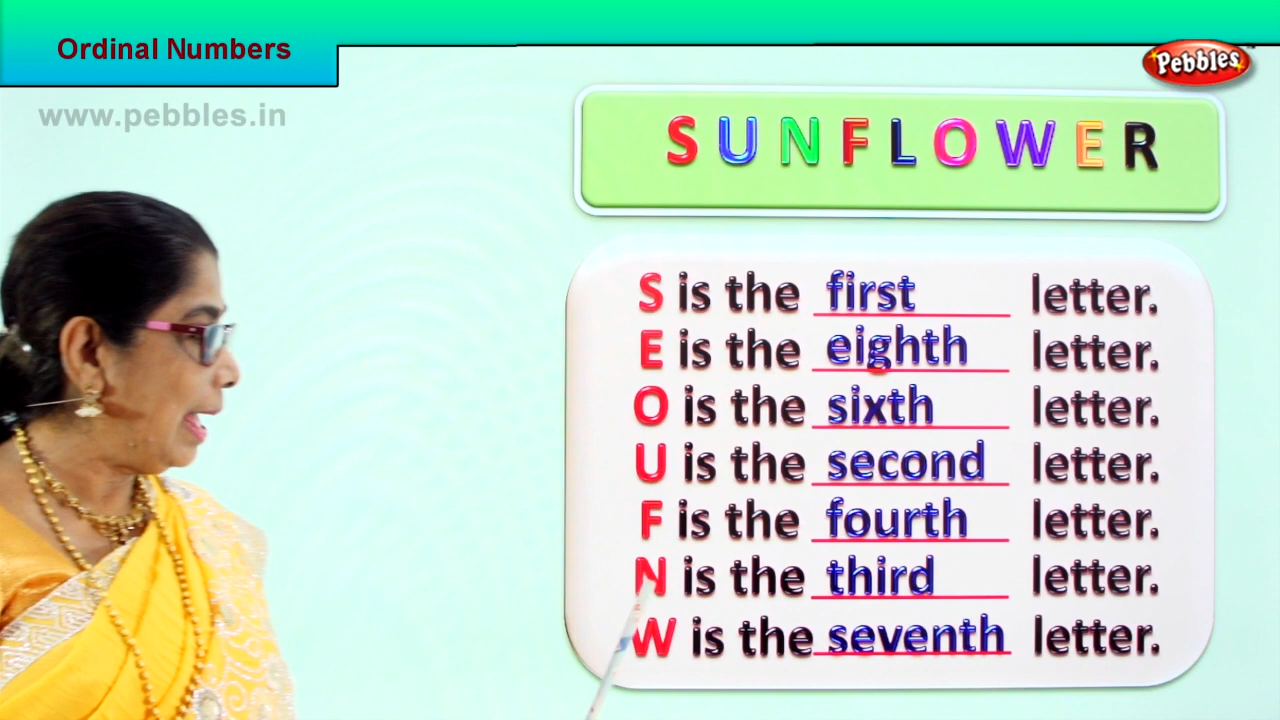 Ordinal Numbers
Pebbles
www.pebbles.in
SUNFLOWER
S is the first letter.
E is the eighth letter.
O is the sixth letter.
U is the second letter.
F is the fourth letter.
N is the third letter.
W is the seventh letter.